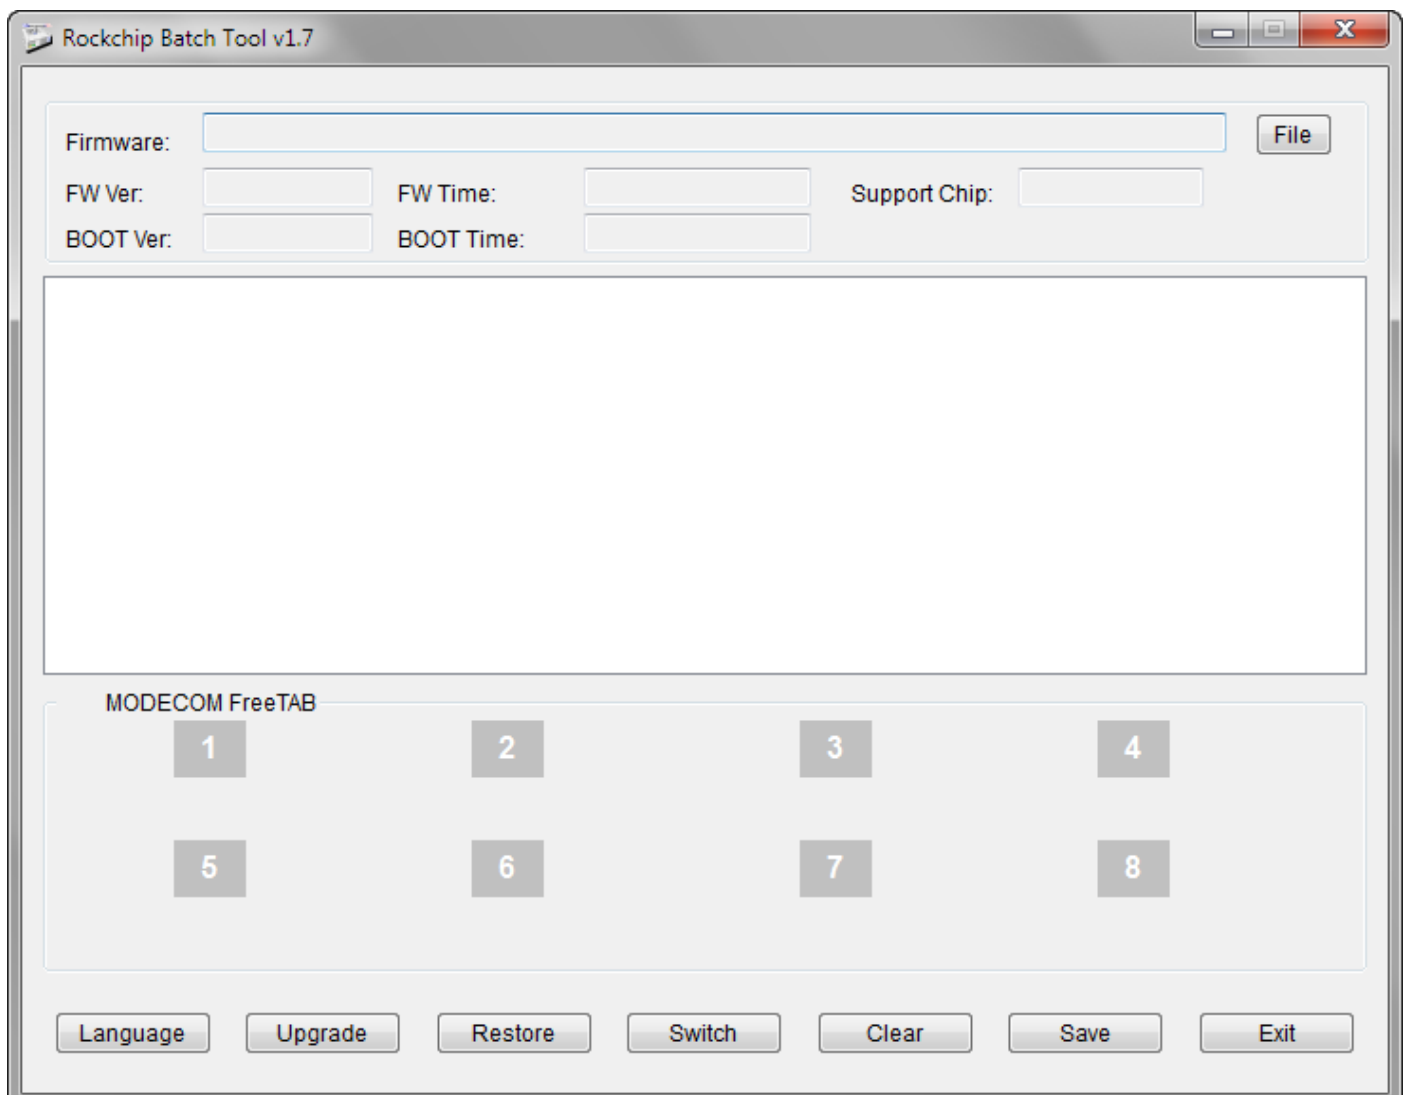 Rockchip Batch Tool v1.7
Firmware: File
FW Ver: FW Time: Support Chip:
BOOT Ver: BOOT Time:
MODECOM FreeTAB
1 2 3 4
5 6 7 8
Language Upgrade Restore Switch Clear Save Exit